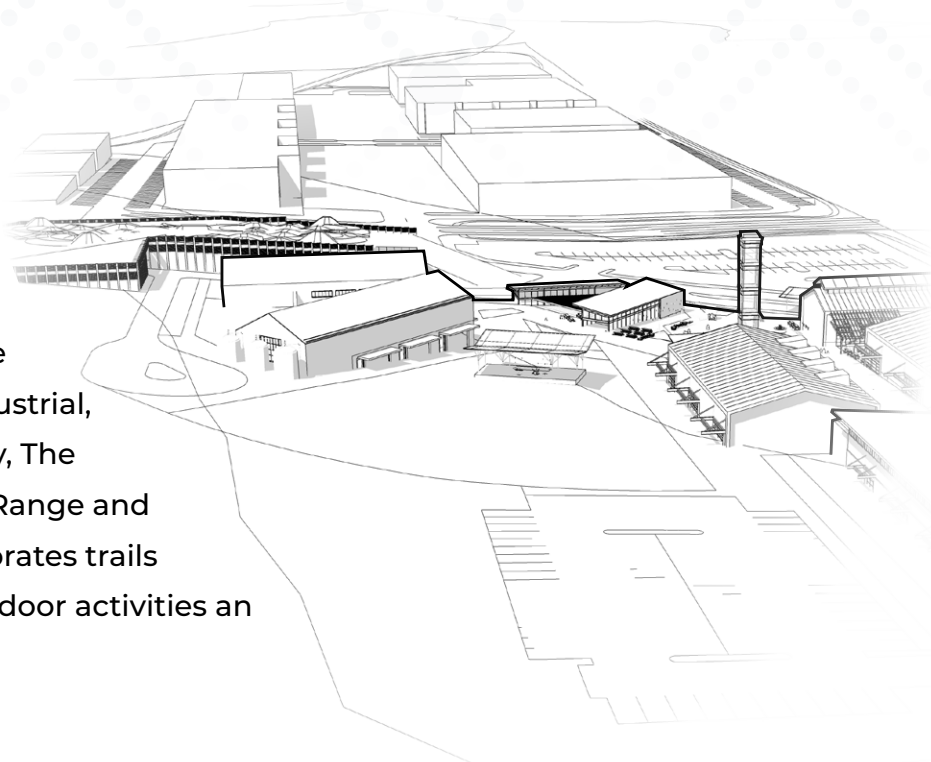 e
ustrial,
, The
Range and
orates trails
door activities an